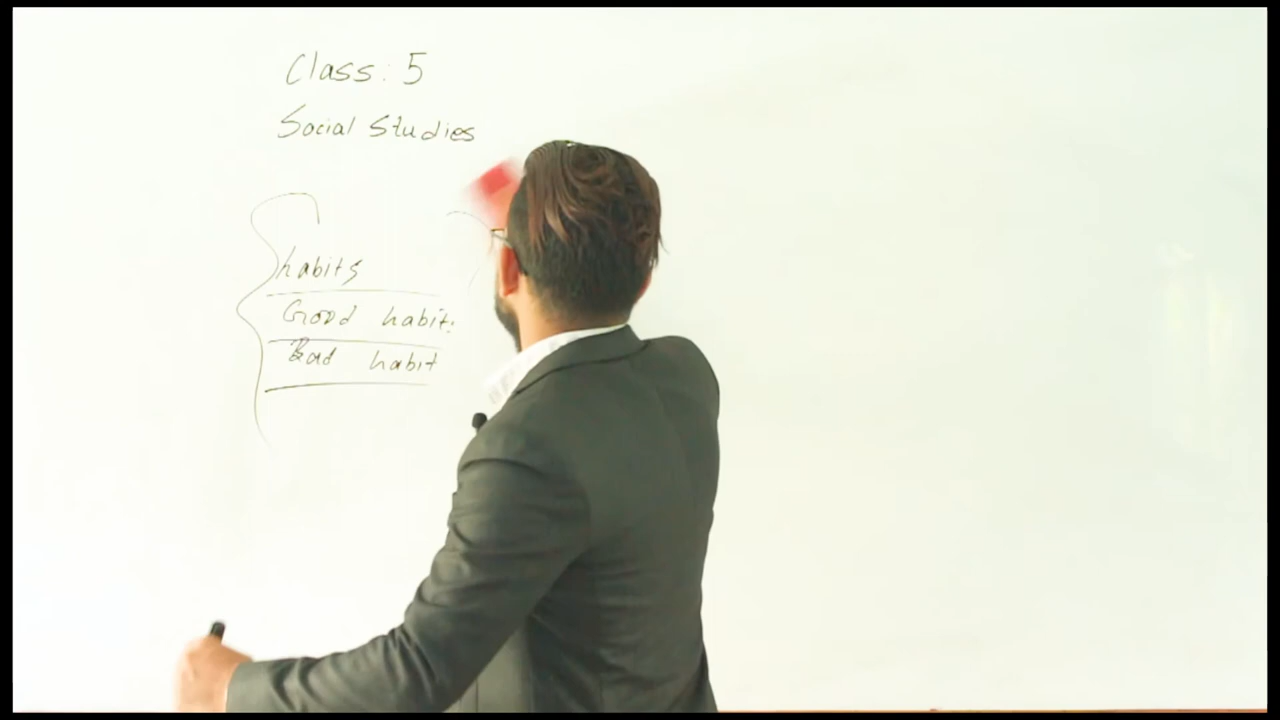 Class: 5
Social Studies
habits
Good habit:
Bad habit